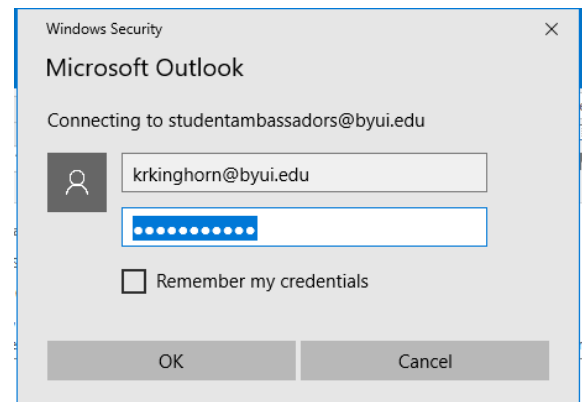 Windows Security
Microsoft Outlook
Connecting to studentambassadors@byui.edu
krkinghorn@byui.edu
●●●●●●●●●●●
Remember my credentials
OK
Cancel